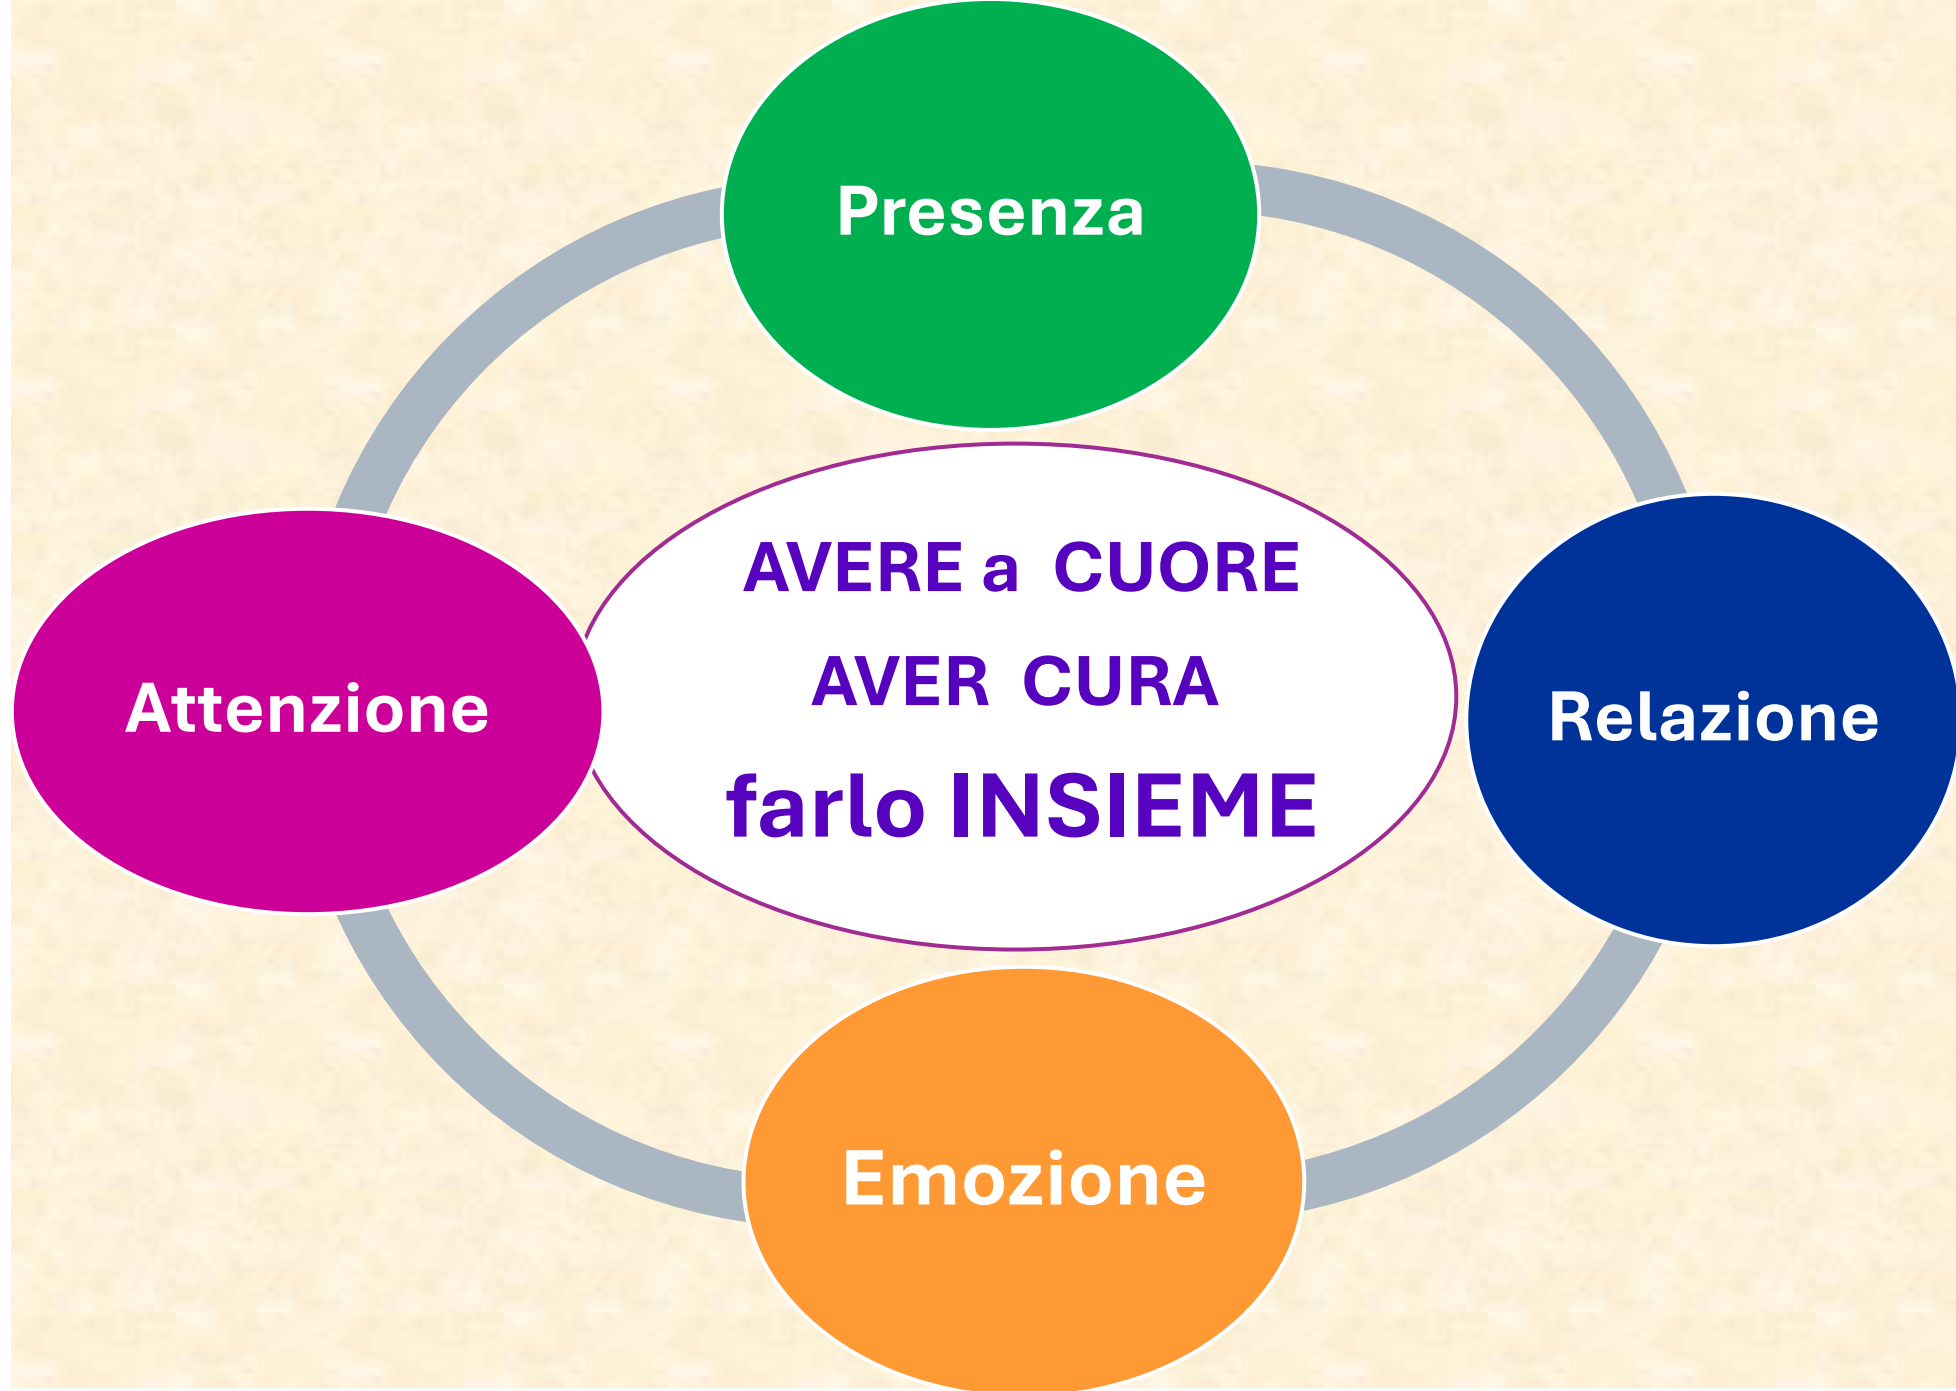 Presenza
AVERE a CUORE
AVER CURA
farlo INSIEME
Attenzione
Relazione
Emozione